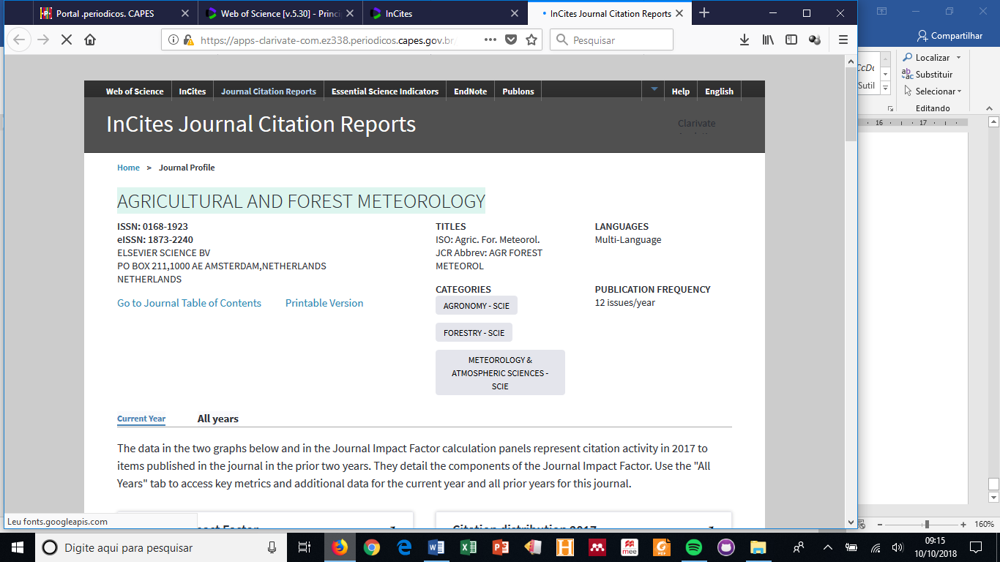 Portal .periodicos. CAPES
Web of Science [v.5.30] - Princi
InCites
InCites Journal Citation Reports
https://apps-clarivate-com.ez338.periodicos.capes.gov.br/
Pesquisar
Compartilhar
Localizar
Substituir
Selecionar
Editando
Sutil
16
17
Web of Science
InCites
Journal Citation Reports
Essential Science Indicators
EndNote
Publons
Help
English
InCites Journal Citation Reports
Clarivate
Home > Journal Profile
AGRICULTURAL AND FOREST METEOROLOGY
ISSN: 0168-1923
eISSN: 1873-2240
ELSEVIER SCIENCE BV
PO BOX 211,1000 AE AMSTERDAM,NETHERLANDS
NETHERLANDS
Go to Journal Table of Contents
Printable Version
TITLES
ISO: Agric. For. Meteorol.
JCR Abbrev: AGR FOREST
METEOROL
LANGUAGES
Multi-Language
CATEGORIES
AGRONOMY - SCIE
FORESTRY - SCIE
METEOROLOGY &
ATMOSPHERIC SCIENCES -
SCIE
PUBLICATION FREQUENCY
12 issues/year
Current Year
All years
The data in the two graphs below and in the Journal Impact Factor calculation panels represent citation activity in 2017 to
items published in the journal in the prior two years. They detail the components of the Journal Impact Factor. Use the "All
Years" tab to access key metrics and additional data for the current year and all prior years for this journal.
Citation distribution 2017
Leu fonts.googleapis.com
160%
Digite aqui para pesquisar
09:15
10/10/2018